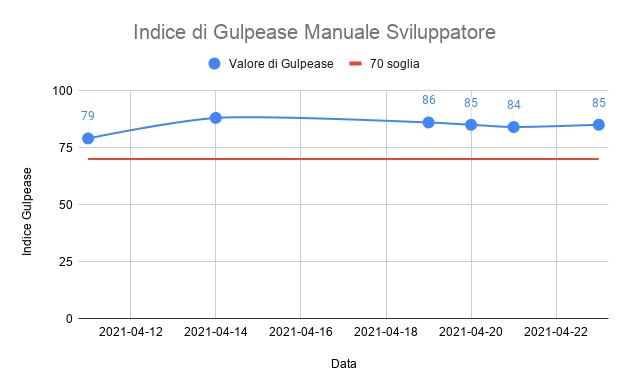 Indice di Gulpease Manuale Sviluppatore
Valore di Gulpease 70 soglia
100
75
50
25
0
79
86
85
84
85
Indice Gulpease
2021-04-12 2021-04-14 2021-04-16 2021-04-18 2021-04-20 2021-04-22
Data